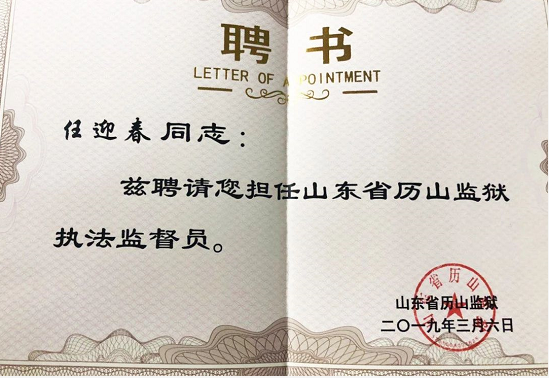 聘书
LETTER OF APPOINTMENT
任迎春同志：
兹聘请您担任山东省历山监狱
执法监督员。
山东省历山监狱
二〇一九年三月六日